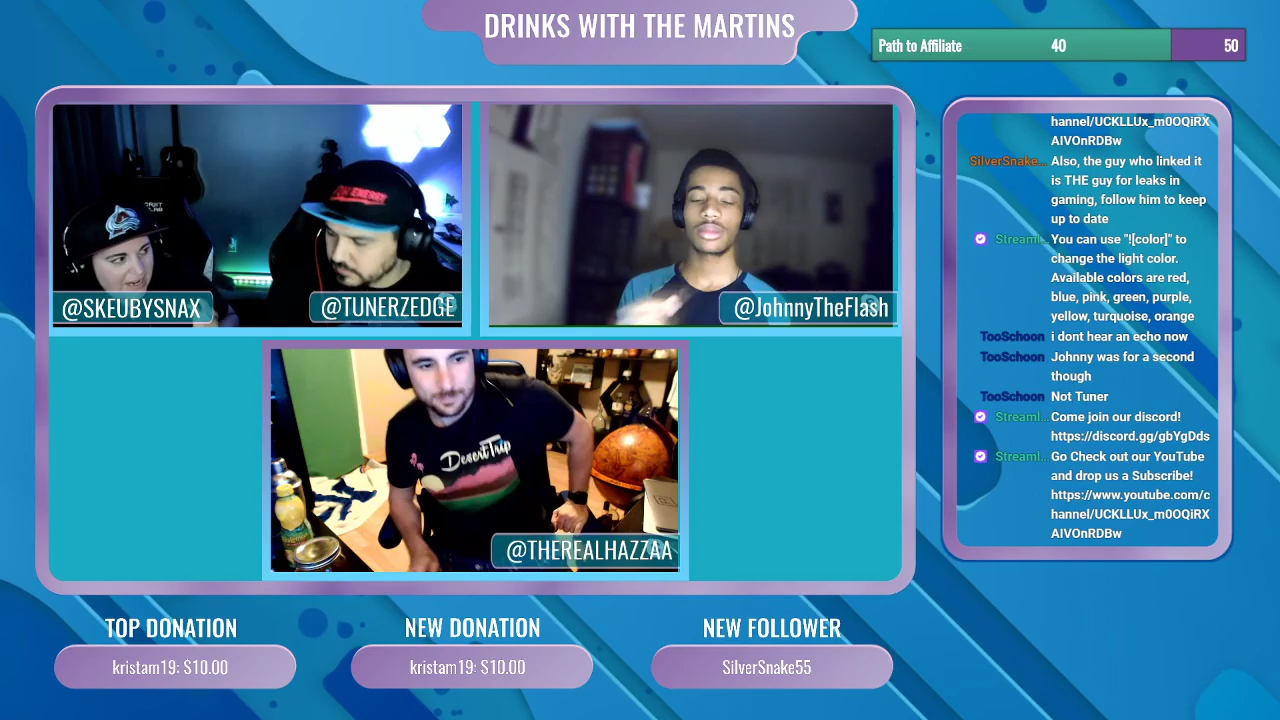 DRINKS WITH THE MARTINS
Path to Affiliate 40 50
@SKEUBYSNAX
@TUNERZEDGE
@JohnnyTheFlash
Desert Trip
@THEREALHAZZAA
hannel/UCKLLUx_m0OQiRX
AIVOnRDBw
SilverSnake... Also, the guy who linked it
is THE guy for leaks in
gaming, follow him to keep
up to date
Streaml... You can use "![color]" to
change the light color.
Available colors are red,
blue, pink, green, purple,
yellow, turquoise, orange
TooSchoon i dont hear an echo now
TooSchoon Johnny was for a second
though
TooSchoon Not Tuner
Streaml... Come join our discord!
https://discord.gg/gbYgDds
Streaml... Go Check out our YouTube
and drop us a Subscribe!
https://www.youtube.com/c
hannel/UCKLLUx_m0OQiRX
AIVOnRDBw
TOP DONATION
kristam19: $10.00
NEW DONATION
kristam19: $10.00
NEW FOLLOWER
SilverSnake55